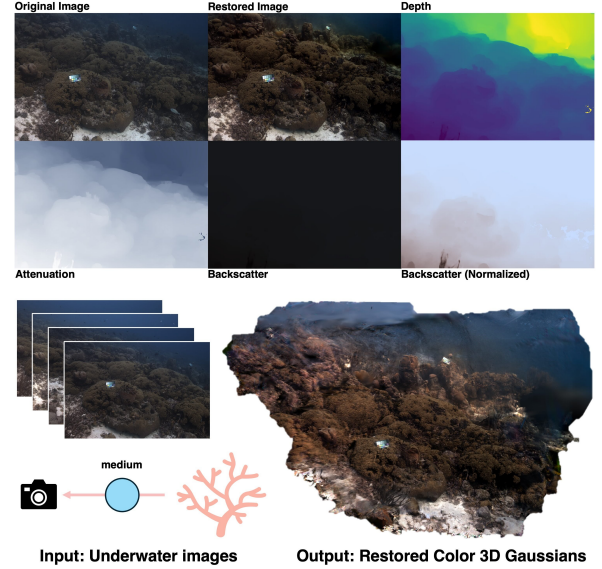 Original Image
Restored Image
Depth
Attenuation
Backscatter
Backscatter (Normalized)
medium
Input: Underwater images
Output: Restored Color 3D Gaussians